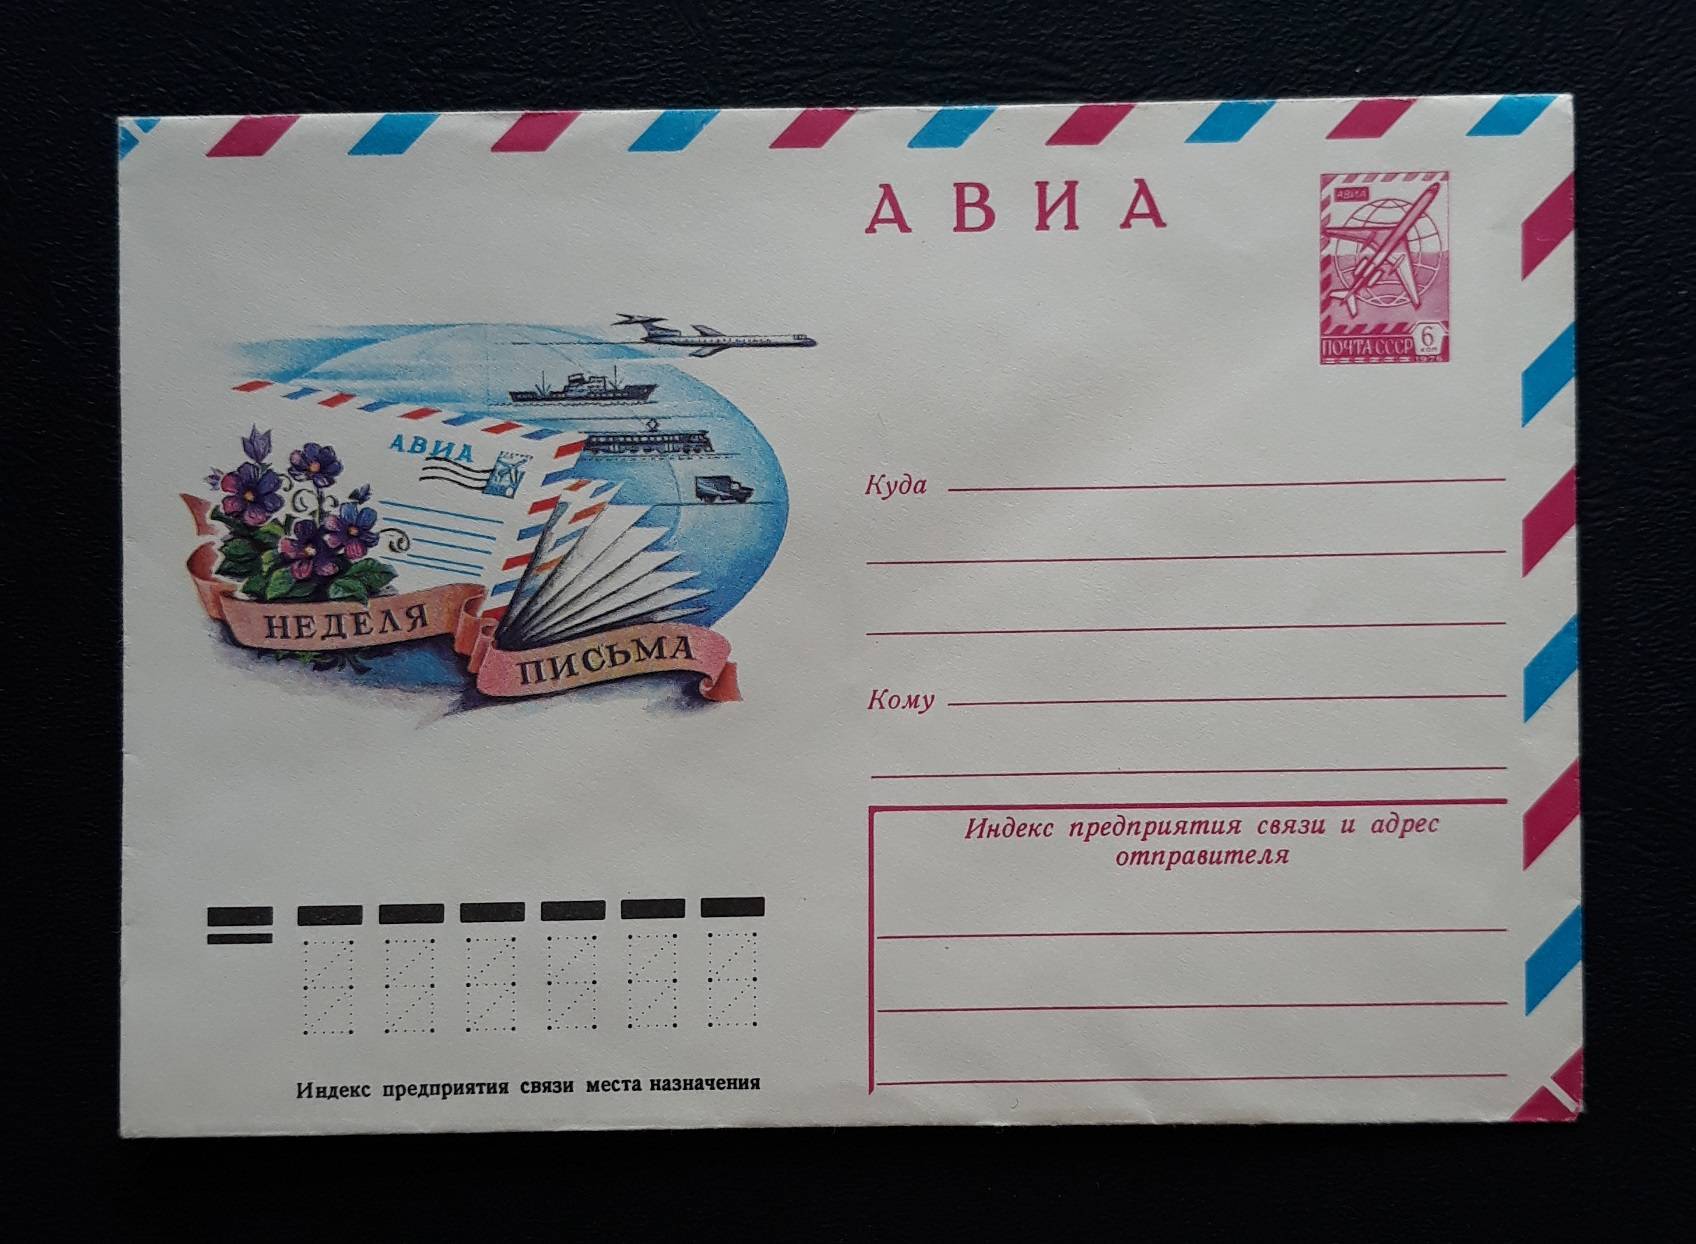 АВИА
АВИА
6
КОП
ПОЧТА СССР
1976
АВИА
НЕДЕЛЯ
ПИСЬМА
Куда
Кому
Индекс предприятия связи и адрес
отправителя
Индекс предприятия связи места назначения